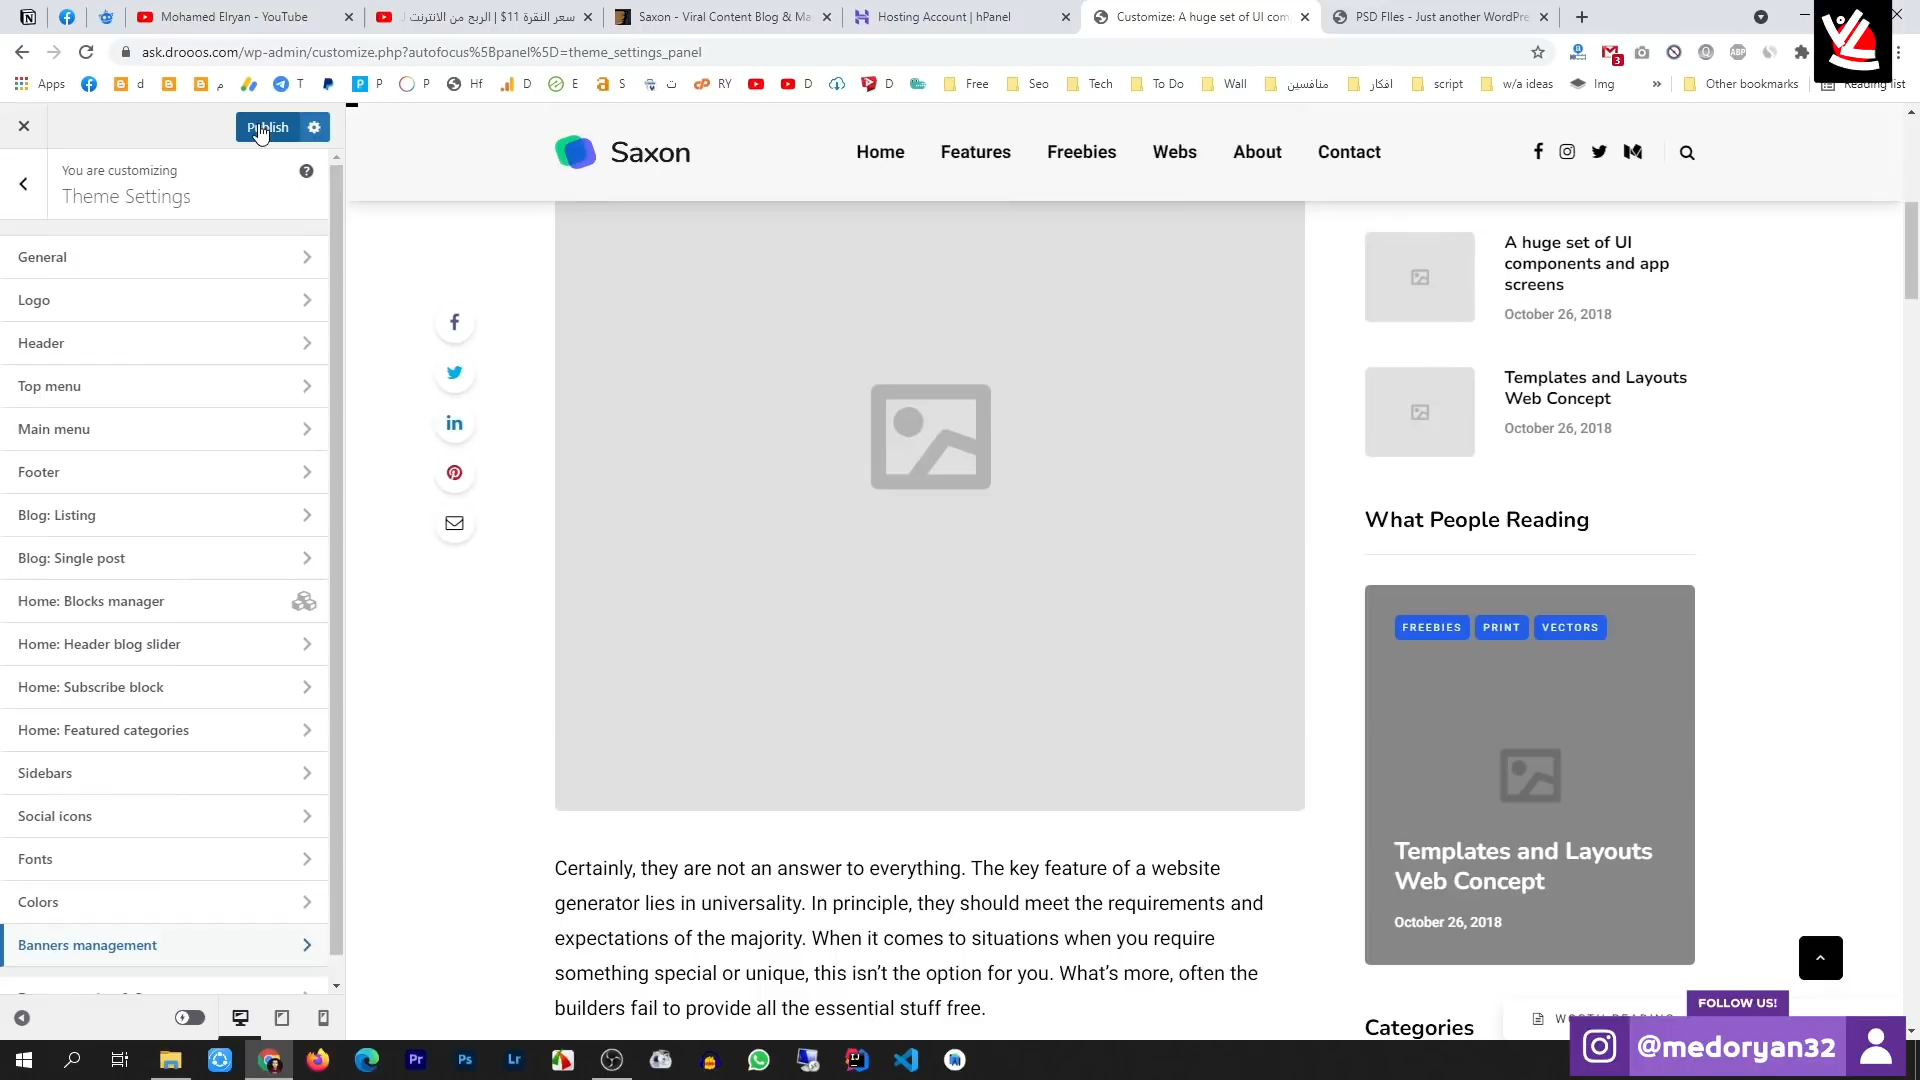 Mohamed Elryan - YouTube
سعر النقرة 11$ | الربح من الانترنت
Saxon - Viral Content Blog & Ma
Hosting Account | hPanel
Customize: A huge set of UI com
PSD FIles - Just another WordPre
ask.drooos.com/wp-admin/customize.php?autofocus%5Bpanel%5D=theme_settings_panel
3
ABP
Apps
d
م
T
P
P
Hf
D
E
S
ت
RY
D
D
Free
Seo
Tech
To Do
Wall
منافسين
افكار
script
w/a ideas
Img
»
Other bookmarks
Reading list
Publish
You are customizing
Theme Settings
General
Logo
Header
Top menu
Main menu
Footer
Blog: Listing
Blog: Single post
Home: Blocks manager
Home: Header blog slider
Home: Subscribe block
Home: Featured categories
Sidebars
Social icons
Fonts
Colors
Banners management
Saxon
Home
Features
Freebies
Webs
About
Contact
Certainly, they are not an answer to everything. The key feature of a website
generator lies in universality. In principle, they should meet the requirements and
expectations of the majority. When it comes to situations when you require
something special or unique, this isn't the option for you. What's more, often the
builders fail to provide all the essential stuff free.
A huge set of UI
components and app
screens
October 26, 2018
Templates and Layouts
Web Concept
October 26, 2018
What People Reading
FREEBIES
PRINT
VECTORS
Templates and Layouts
Web Concept
October 26, 2018
Categories
FOLLOW US!
@medoryan32
Pr
Ps
Lr